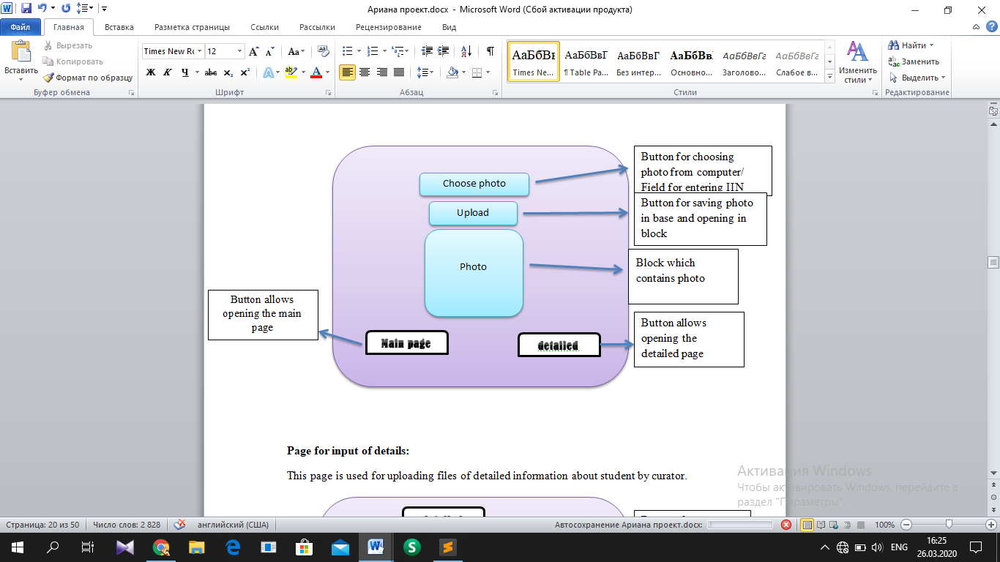 Ариана проект.docx - Microsoft Word (Сбой активации продукта)
Файл
Главная
Вставка
Разметка страницы
Ссылки
Рассылки
Рецензирование
Вид
Вставить
Вырезать
Копировать
Формат по образцу
Буфер обмена
Times New Ro
12
Aa
Ж К Ч abc x₂ x²
Шрифт
Абзац
АаБбВı
Times Ne...
АаБбВвГ
¶ Table Pa...
АаБбВвГ
Без интер...
АаБбВв
Основно...
АаБбВвГг
Заголово...
АаБбВвГг
Слабое в...
Стили
Изменить
стили
Найти
Заменить
Выделить
Редактирование
Choose photo
Button for choosing
photo from computer/
Field for entering IIN
Upload
Button for saving photo
in base and opening in
block
Photo
Block which
contains photo
Button allows
opening the main
page
Main page
detailed
Button allows
opening the
detailed page
Page for input of details:
This page is used for uploading files of detailed information about student by curator.
Активация Windows
Чтобы активировать Windows, перейдите в
раздел "Параметры".
Страница: 20 из 50
Число слов: 2 828
английский (США)
Автосохранение Ариана проект.docx:
100%
ENG
16:25
26.03.2020